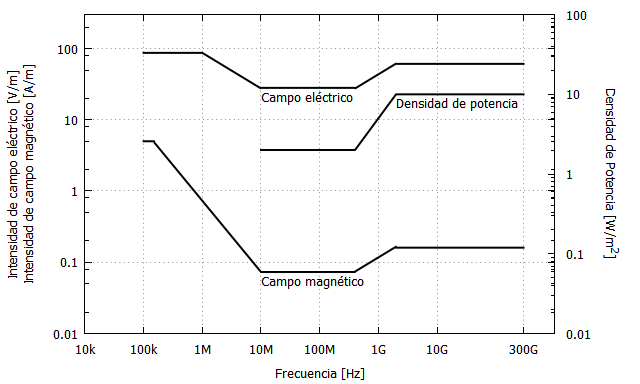 Intensidad de campo eléctrico [V/m]
Intensidad de campo magnético [A/m]
100
10
1
0.1
0.01
Campo eléctrico
Densidad de potencia
Campo magnético
100
10
1
0.1
0.01
Densidad de Potencia [W/m2]
10k
100k
1M
10M
100M
1G
10G
300G
Frecuencia [Hz]